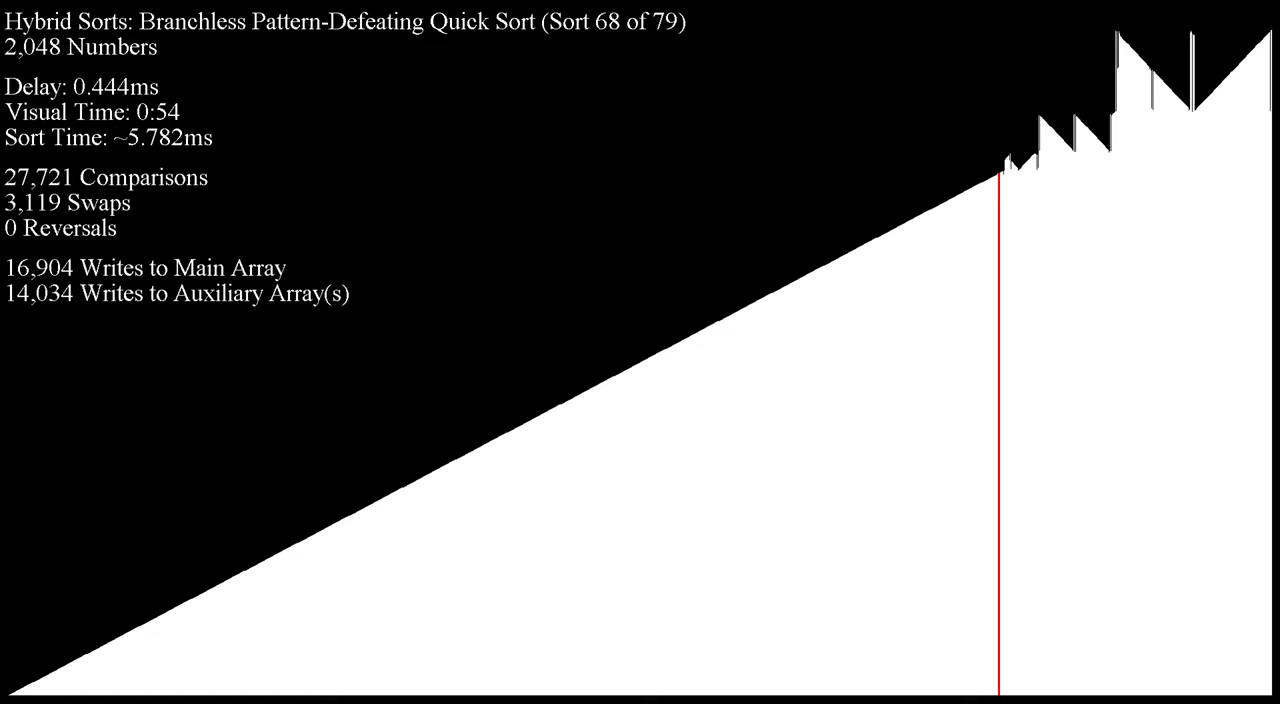 Hybrid Sorts: Branchless Pattern-Defeating Quick Sort (Sort 68 of 79)
2,048 Numbers
Delay: 0.444ms
Visual Time: 0:54
Sort Time: ~5.782ms
27,721 Comparisons
3,119 Swaps
0 Reversals
16,904 Writes to Main Array
14,034 Writes to Auxiliary Array(s)